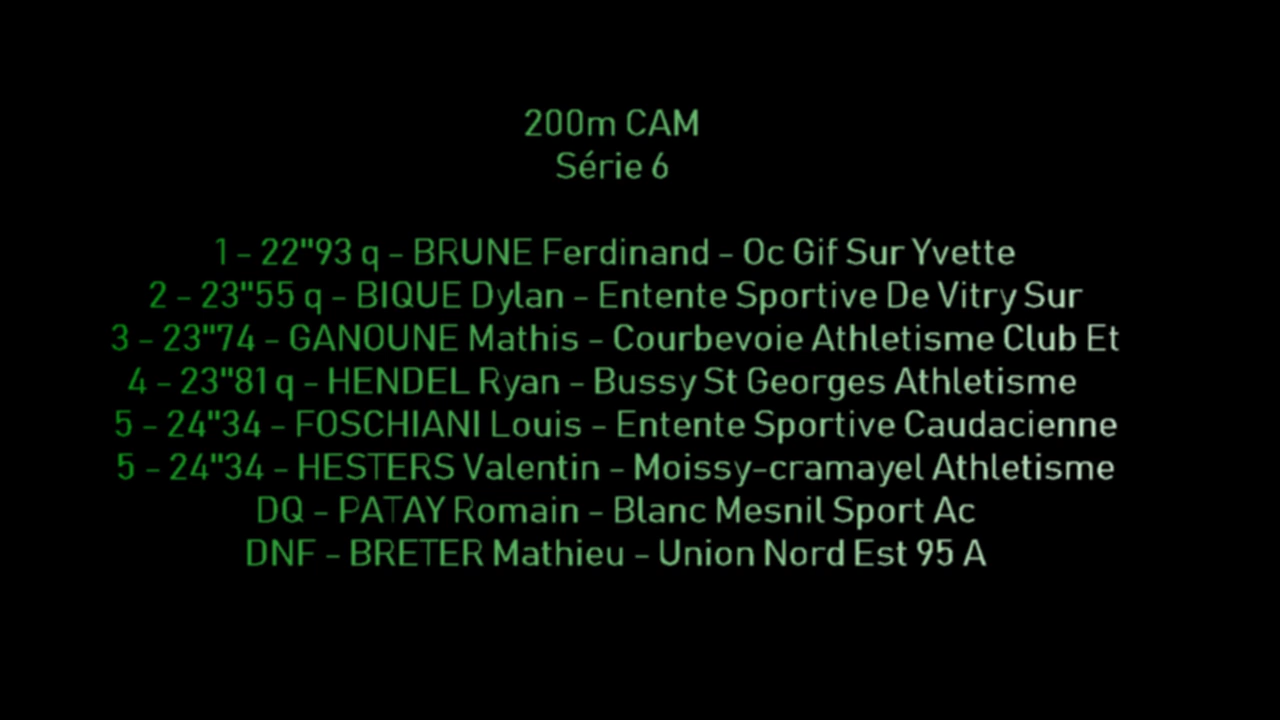 200m CAM
Série 6
1 - 22"93 q - BRUNE Ferdinand - Oc Gif Sur Yvette
2 - 23"55 q - BIQUE Dylan - Entente Sportive De Vitry Sur
3 - 23"74 - GANOUNE Mathis - Courbevoie Athletisme Club Et
4 - 23"81 q - HENDEL Ryan - Bussy St Georges Athletisme
5 - 24"34 - FOSCHIANI Louis - Entente Sportive Caudacienne
5 - 24"34 - HESTERS Valentin - Moissy-cramayel Athletisme
DQ - PATAY Romain - Blanc Mesnil Sport Ac
DNF - BRETER Mathieu - Union Nord Est 95 A